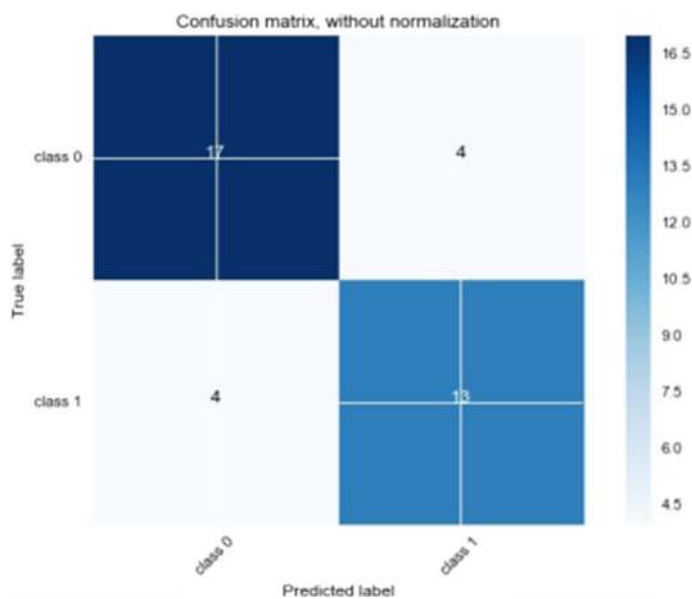 Confusion matrix, without normalization
True label
class 0
17
4
class 1
4
13
class 0
class 1
Predicted label
16.5
15.0
13.5
12.0
10.5
9.0
7.5
6.0
4.5